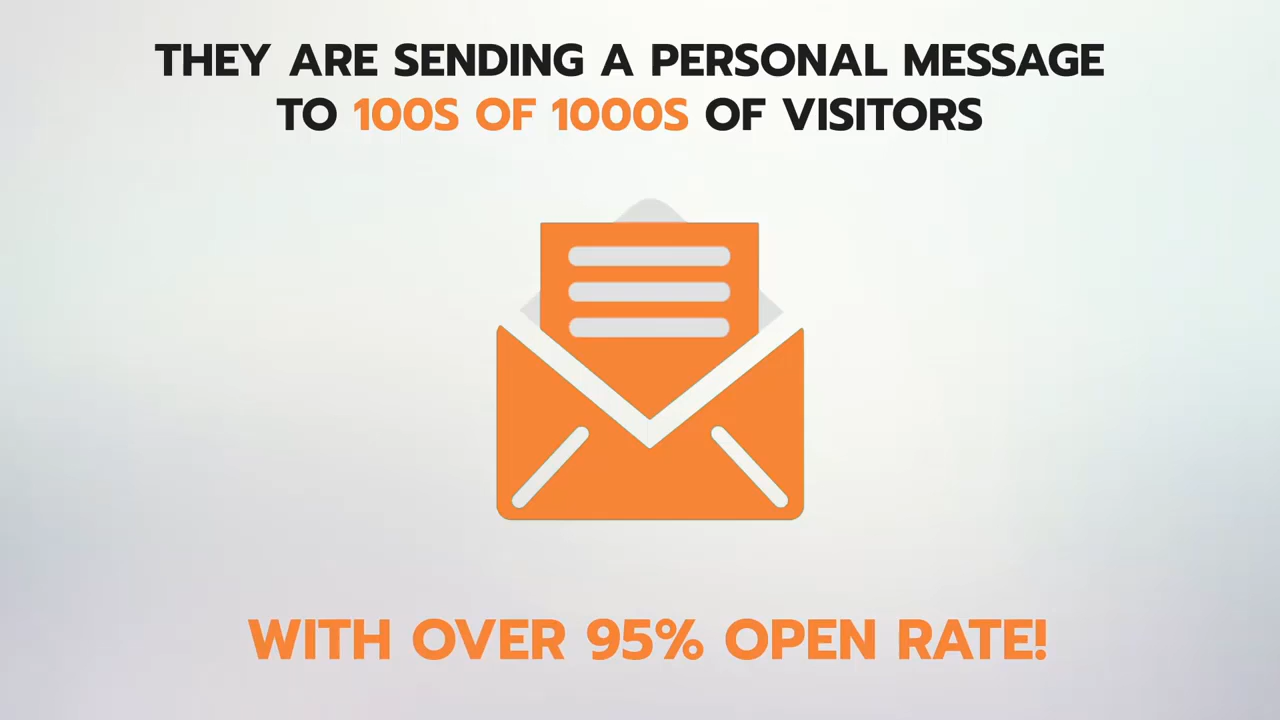 THEY ARE SENDING A PERSONAL MESSAGE
TO 100S OF 1000S OF VISITORS
WITH OVER 95% OPEN RATE!